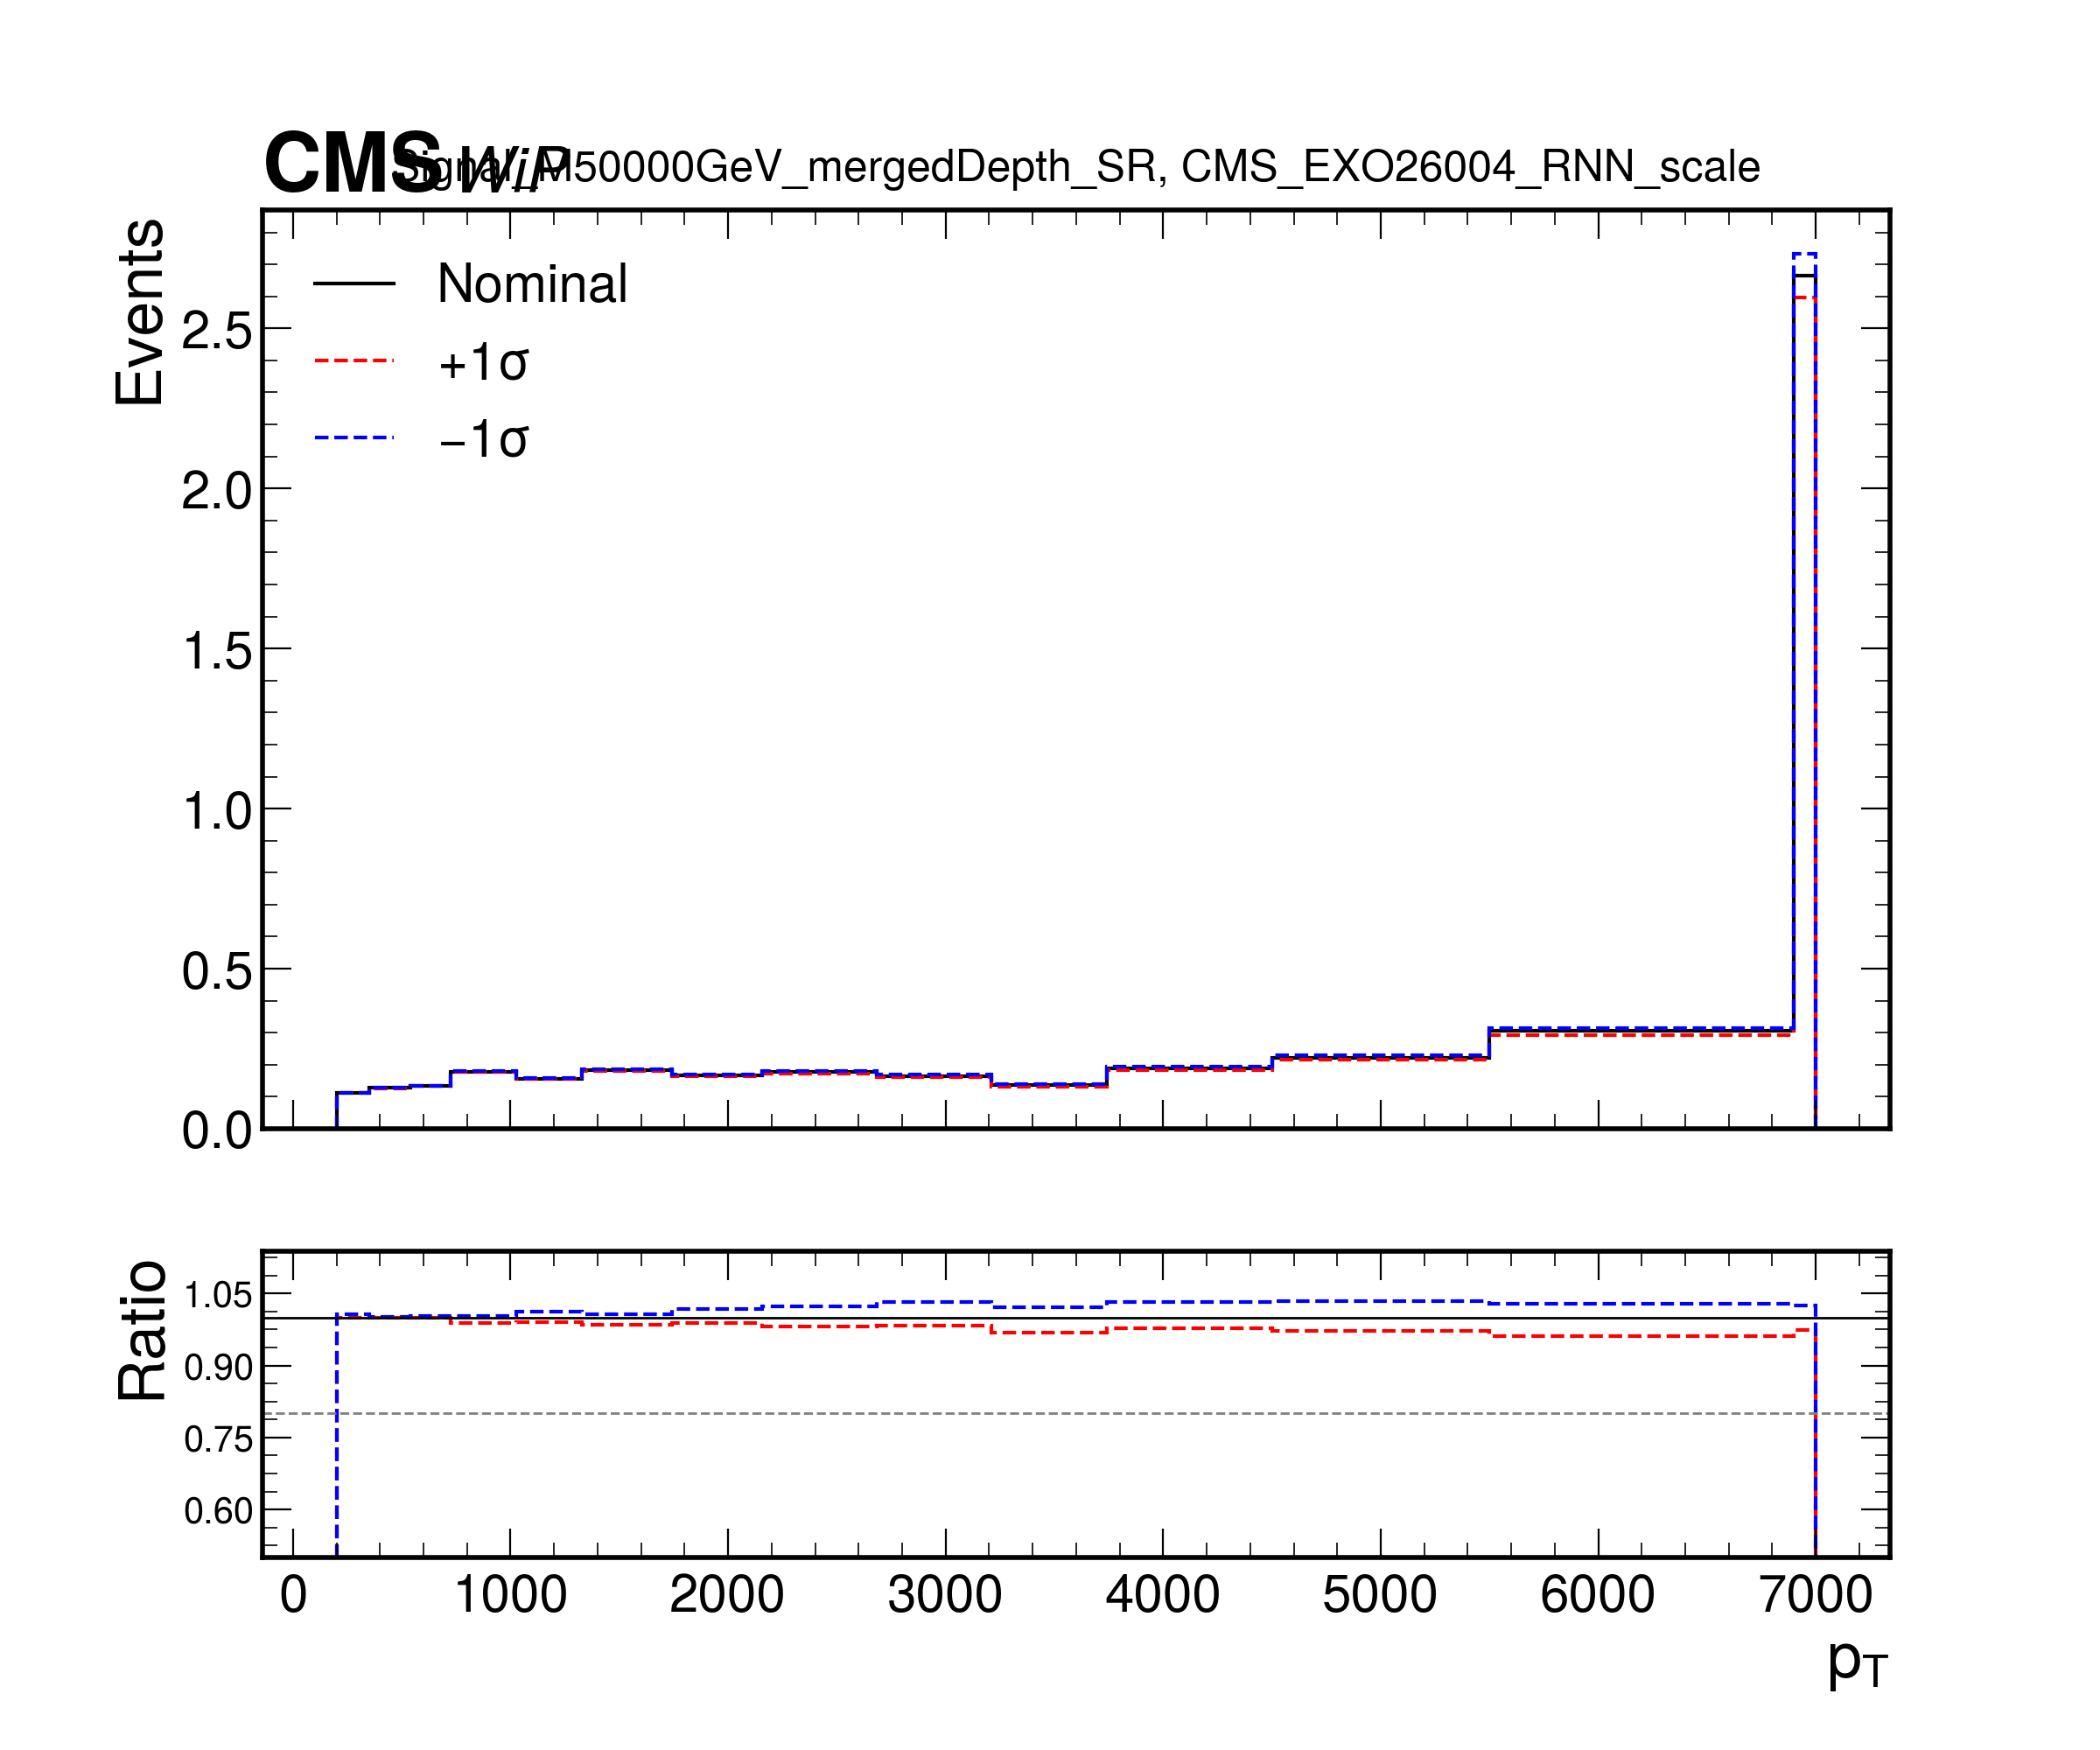 CMS WiP Signal_M50000GeV_mergedDepth_SR, CMS_EXO26004_RNN_scale
Events
Nominal
+1σ
−1σ
2.5
2.0
1.5
1.0
0.5
0.0
Ratio
1.05
0.90
0.75
0.60
0 1000 2000 3000 4000 5000 6000 7000
pT